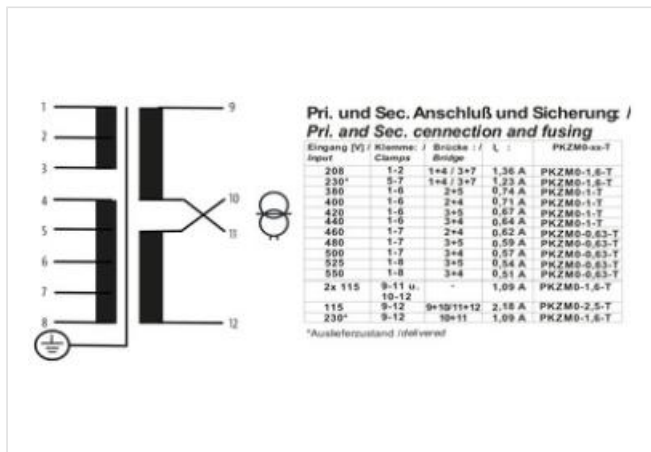 1
2
3
4
5
6
7
8
9
10
11
12
Pri. und Sec. Anschluß und Sicherung: /
Pri. and Sec. cennection and fusing
Eingang [V] / Klemme: / Brücke : / I, : PKZM0-xx-T
Input Clamps Bridge
208 1-2 1+4 / 3+7 1,36 A PKZM0-1,6-T
230* 5-7 1+4 / 3+7 1,23 A PKZM0-1,6-T
380 1-6 2+5 0,74 A PKZM0-1-T
400 1-6 2+4 0,71 A PKZM0-1-T
420 1-6 3+5 0,67 A PKZM0-1-T
440 1-6 3+4 0,64 A PKZM0-1-T
460 1-7 2+4 0,62 A PKZM0-0,63-T
480 1-7 3+5 0,59 A PKZM0-0,63-T
500 1-7 3+4 0,57 A PKZM0-0,63-T
525 1-8 3+5 0,54 A PKZM0-0,63-T
550 1-8 3+4 0,51 A PKZM0-0,63-T
2x 115 9-11 u. - 1,09 A PKZM0-1,6-T
10-12
115 9-12 9+10/11+12 2,18 A PKZM0-2,5-T
230* 9-12 10+11 1,09 A PKZM0-1,6-T
*Auslieferzustand /delivered